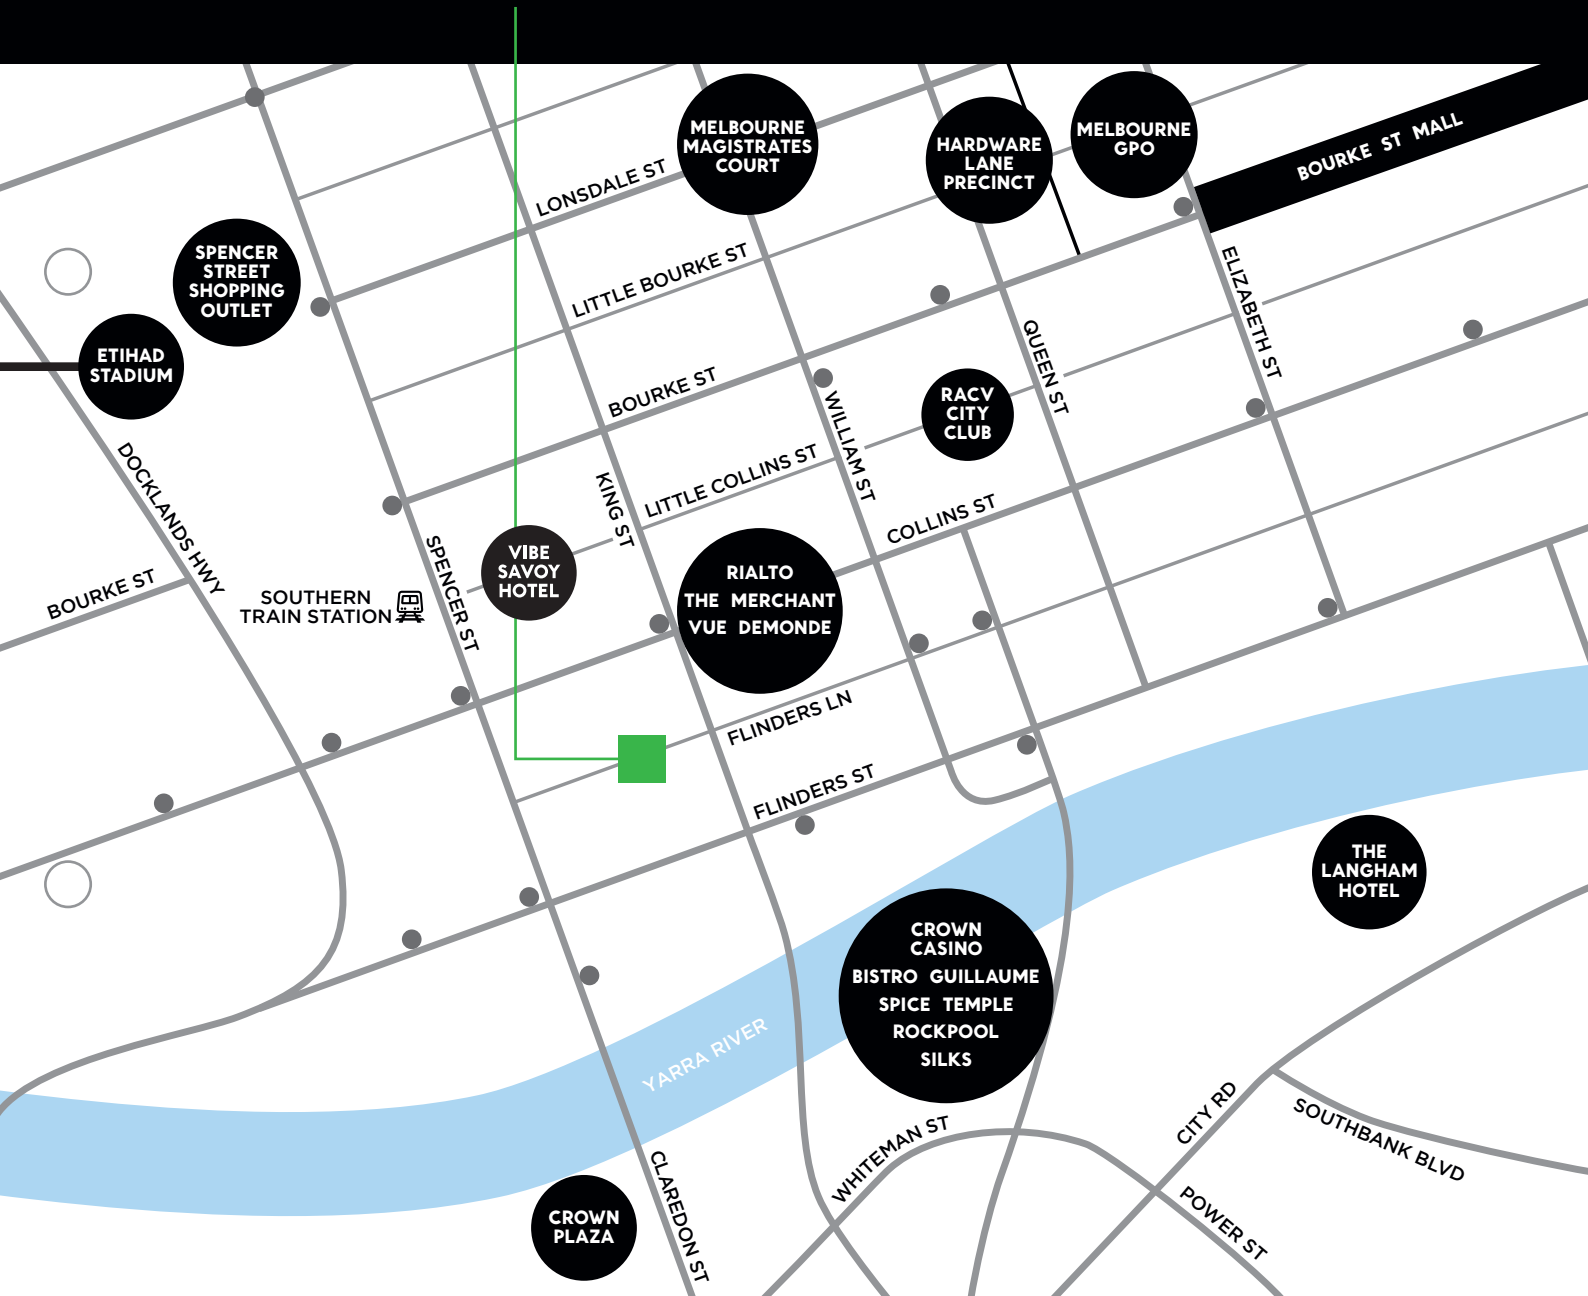 MELBOURNE
MAGISTRATES
COURT
HARDWARE
LANE
PRECINCT
MELBOURNE
GPO
BOURKE ST MALL
LONSDALE ST
SPENCER
STREET
SHOPPING
OUTLET
LITTLE BOURKE ST
ELIZABETH ST
ETIHAD
STADIUM
QUEEN ST
BOURKE ST
RACV
CITY
CLUB
WILLIAM ST
DOCKLANDS HWY
KING ST
LITTLE COLLINS ST
COLLINS ST
SPENCER ST
VIBE
SAVOY
HOTEL
RIALTO
THE MERCHANT
VUE DEMONDE
BOURKE ST
SOUTHERN
TRAIN STATION
FLINDERS LN
FLINDERS ST
THE
LANGHAM
HOTEL
CROWN
CASINO
BISTRO GUILLAUME
SPICE TEMPLE
ROCKPOOL
SILKS
YARRA RIVER
CITY RD
SOUTHBANK BLVD
WHITEMAN ST
CLAREDON ST
POWER ST
CROWN
PLAZA